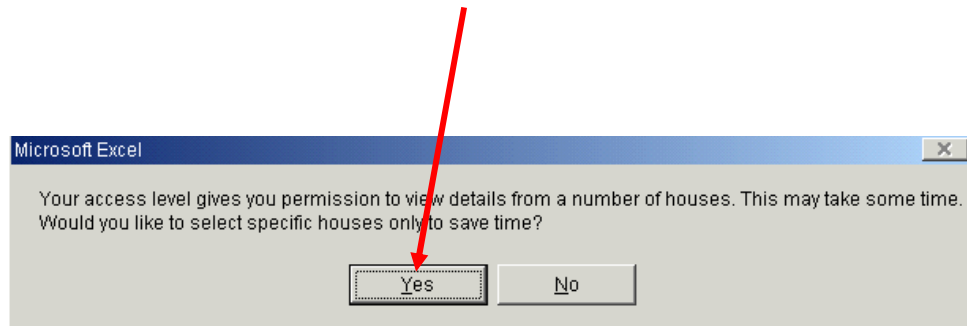 Microsoft Excel
Your access level gives you permission to view details from a number of houses. This may take some time.
Would you like to select specific houses only to save time?
Yes No